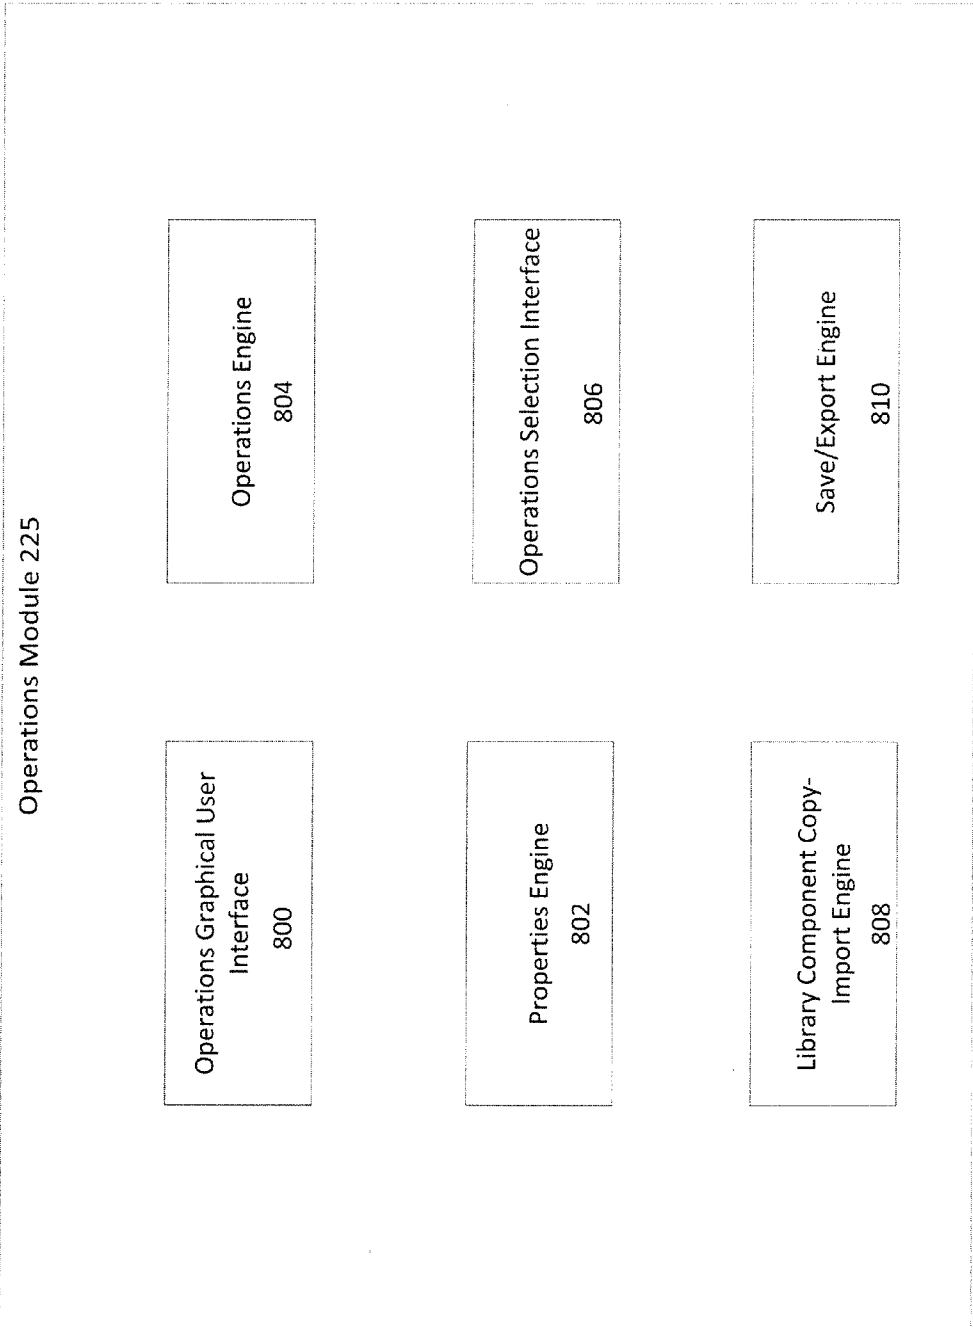 Operations Module 225
Operations Graphical User
Interface
800
Operations Engine
804
Properties Engine
802
Operations Selection Interface
806
Library Component Copy-
Import Engine
808
Save/Export Engine
810